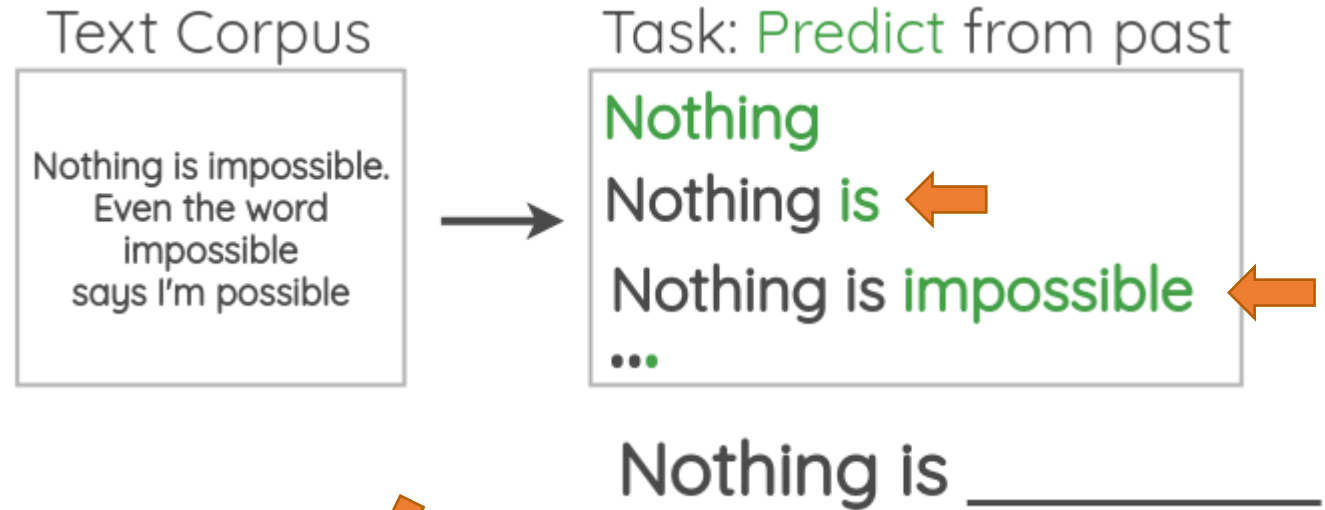 Text Corpus
Nothing is impossible.
Even the word
impossible
says I'm possible
Task: Predict from past
Nothing
Nothing is
Nothing is impossible
...
Nothing is ___________